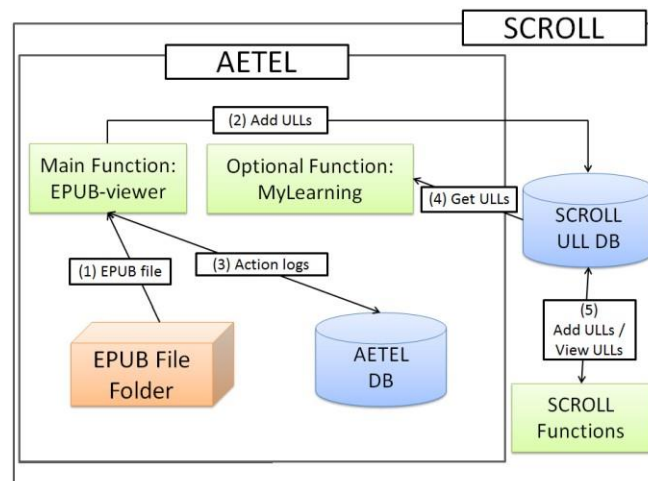 SCROLL
AETEL
(2) Add ULLs
Main Function:
EPUB-viewer
Optional Function:
MyLearning
(4) Get ULLs
SCROLL
ULL DB
(1) EPUB file
(3) Action logs
(5)
Add ULLs /
View ULLs
EPUB File
Folder
AETEL
DB
SCROLL
Functions